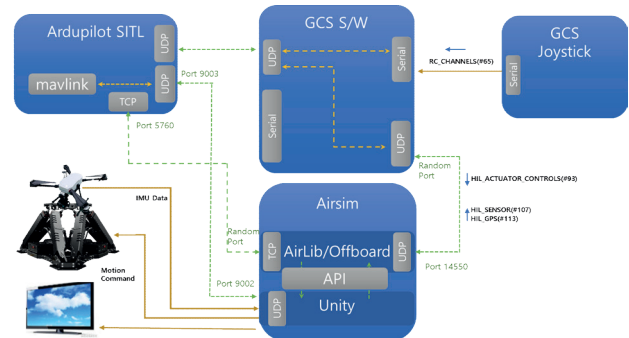 Ardupilot SITL
UDP
mavlink
UDP
TCP
Port 9003
Port 5760
GCS S/W
UDP
Serial
Serial
UDP
RC_CHANNELS(#65)
GCS
Joystick
Serial
Random
Port
HIL_ACTUATOR_CONTROLS(#93)
HIL_SENSOR(#107)
HIL_GPS(#113)
IMU Data
Random
Port
Airsim
TCP
AirLib/Offboard
UDP
API
Port 14550
Motion
Command
Port 9002
UDP
Unity